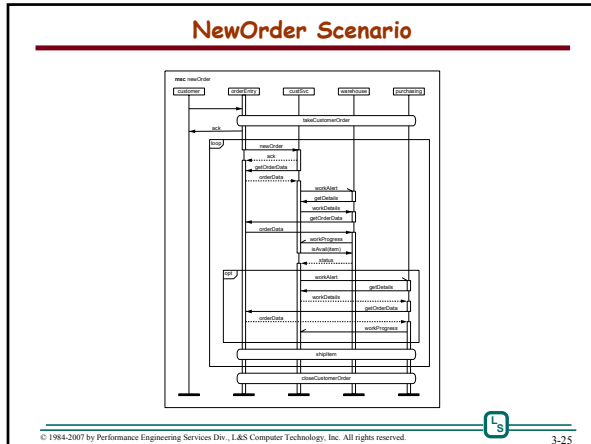 NewOrder Scenario
msc newOrder
customer orderEntry custSvc warehouse purchasing
takeCustomerOrder
ack
loop
newOrder
ack
getOrderData
orderData
workAlert
getDetails
workDetails
getOrderData
orderData
workProgress
isAvail(item)
status
opt
workAlert
getDetails
workDetails
getOrderData
orderData
workProgress
shipItem
closeCustomerOrder
L
S
© 1984-2007 by Performance Engineering Services Div., L&S Computer Technology, Inc. All rights reserved. 3-25